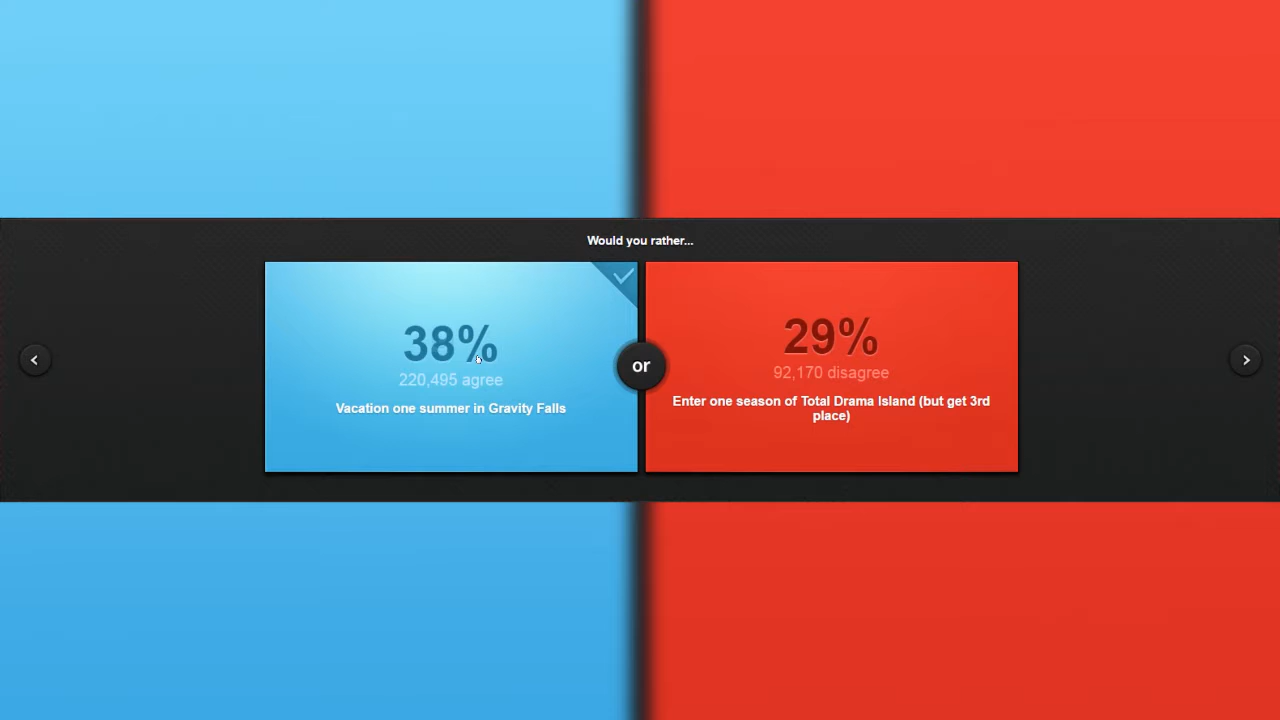 Would you rather...
38%
220,495 agree
Vacation one summer in Gravity Falls
or
29%
92,170 disagree
Enter one season of Total Drama Island (but get 3rd
place)